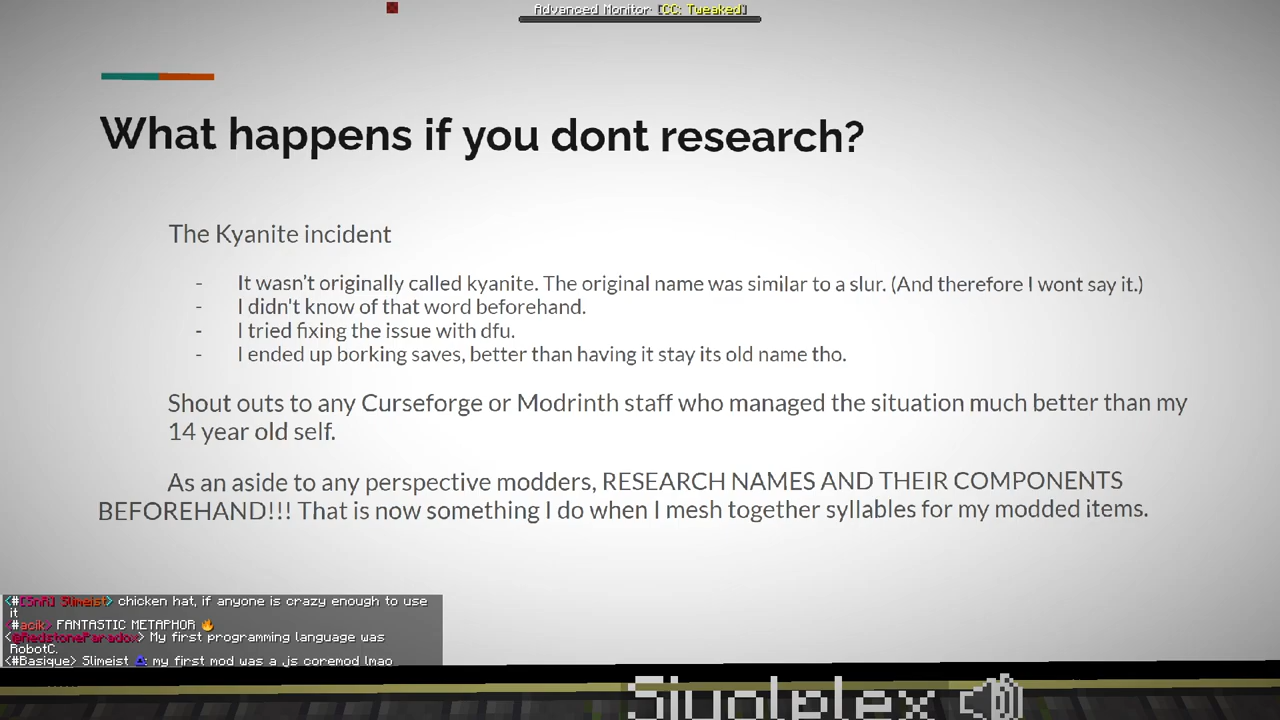 Advanced Monitor [CC: Tweaked]
What happens if you dont research?
The Kyanite incident
- It wasn't originally called kyanite. The original name was similar to a slur. (And therefore I wont say it.)
- I didn't know of that word beforehand.
- I tried fixing the issue with dfu.
- I ended up borking saves, better than having it stay its old name tho.
Shout outs to any Curseforge or Modrinth staff who managed the situation much better than my
14 year old self.
As an aside to any perspective modders, RESEARCH NAMES AND THEIR COMPONENTS
BEFOREHAND!!! That is now something I do when I mesh together syllables for my modded items.
Slimeist> chicken hat, if anyone is crazy enough to use
it
<#acik> FANTASTIC METAPHOR 🔥
<@RedstoneParadox> My first programming language was
RobotC.
<#Basique> Slimeist: my first mod was a .js coremod lmao